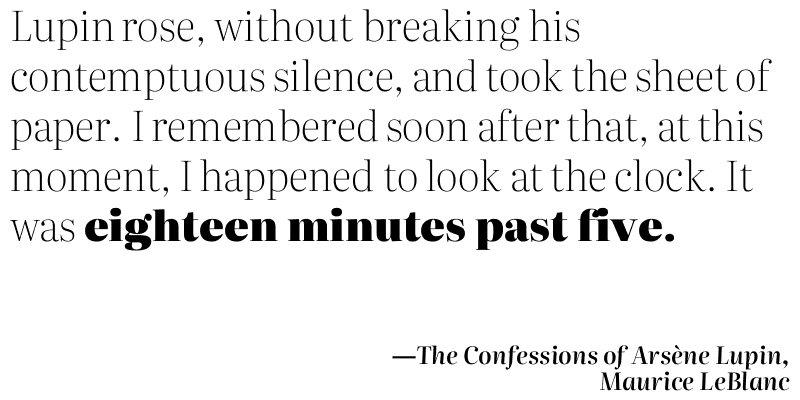 Lupin rose, without breaking his
contemptuous silence, and took the sheet of
paper. I remembered soon after that, at this
moment, I happened to look at the clock. It
was eighteen minutes past five.
—The Confessions of Arsène Lupin,
Maurice LeBlanc